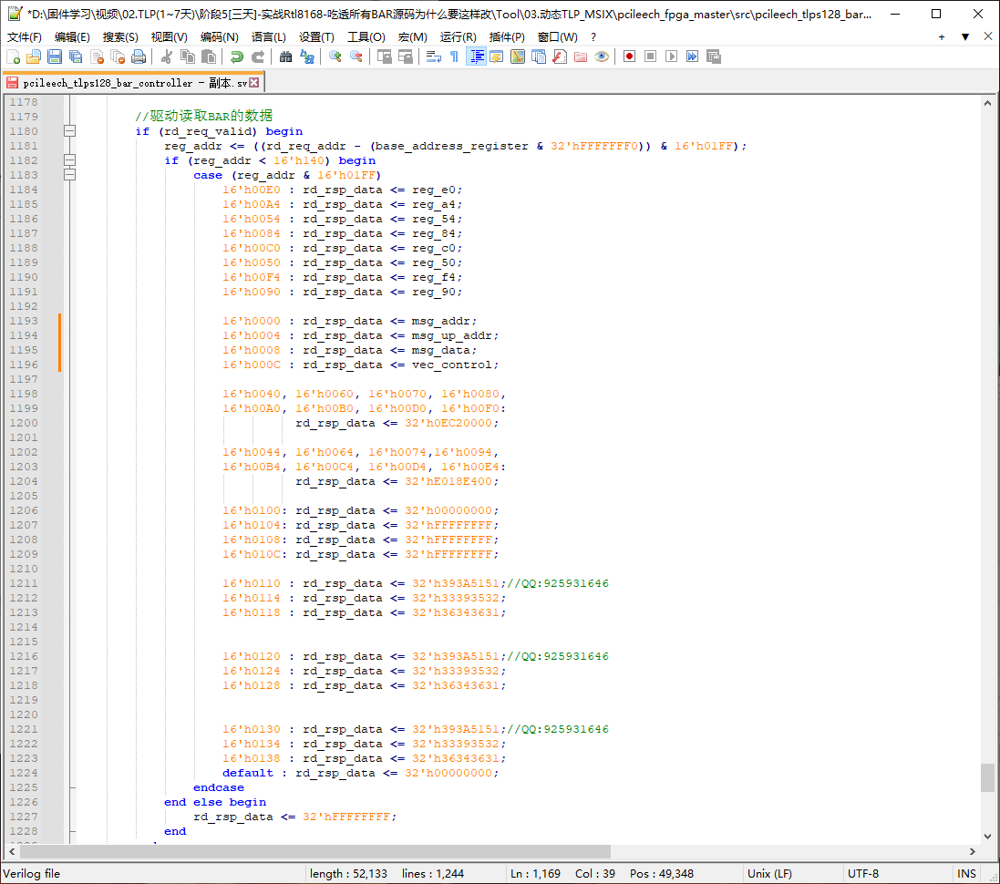 *D:\固件学习\视频\02.TLP(1~7天)\阶段5[三天]-实战Rtl8168-吃透所有BAR源码为什么要这样改\Tool\03.动态TLP_MSIX\pcileech_fpga_master\src\pcileech_tlps128_bar...
文件(F) 编辑(E) 搜索(S) 视图(V) 编码(N) 语言(L) 设置(T) 工具(O) 宏(M) 运行(R) 插件(P) 窗口(W) ? + ▼ ✕
pcileech_tlps128_bar_controller - 副本.sv
1178
1179 //驱动读取BAR的数据
1180 if (rd_req_valid) begin
1181 reg_addr <= ((rd_req_addr - (base_address_register & 32'hFFFFFFF0)) & 16'h01FF);
1182 if (reg_addr < 16'h140) begin
1183 case (reg_addr & 16'h01FF)
1184 16'h00E0 : rd_rsp_data <= reg_e0;
1185 16'h00A4 : rd_rsp_data <= reg_a4;
1186 16'h0054 : rd_rsp_data <= reg_54;
1187 16'h0084 : rd_rsp_data <= reg_84;
1188 16'h00C0 : rd_rsp_data <= reg_c0;
1189 16'h0050 : rd_rsp_data <= reg_50;
1190 16'h00F4 : rd_rsp_data <= reg_f4;
1191 16'h0090 : rd_rsp_data <= reg_90;
1192
1193 16'h0000 : rd_rsp_data <= msg_addr;
1194 16'h0004 : rd_rsp_data <= msg_up_addr;
1195 16'h0008 : rd_rsp_data <= msg_data;
1196 16'h000C : rd_rsp_data <= vec_control;
1197
1198 16'h0040, 16'h0060, 16'h0070, 16'h0080,
1199 16'h00A0, 16'h00B0, 16'h00D0, 16'h00F0:
1200 rd_rsp_data <= 32'h0EC20000;
1201
1202 16'h0044, 16'h0064, 16'h0074,16'h0094,
1203 16'h00B4, 16'h00C4, 16'h00D4, 16'h00E4:
1204 rd_rsp_data <= 32'hE018E400;
1205
1206 16'h0100: rd_rsp_data <= 32'h00000000;
1207 16'h0104: rd_rsp_data <= 32'hFFFFFFFF;
1208 16'h0108: rd_rsp_data <= 32'hFFFFFFFF;
1209 16'h010C: rd_rsp_data <= 32'hFFFFFFFF;
1210
1211 16'h0110 : rd_rsp_data <= 32'h393A5151;//QQ:925931646
1212 16'h0114 : rd_rsp_data <= 32'h33393532;
1213 16'h0118 : rd_rsp_data <= 32'h36343631;
1214
1215
1216 16'h0120 : rd_rsp_data <= 32'h393A5151;//QQ:925931646
1217 16'h0124 : rd_rsp_data <= 32'h33393532;
1218 16'h0128 : rd_rsp_data <= 32'h36343631;
1219
1220
1221 16'h0130 : rd_rsp_data <= 32'h393A5151;//QQ:925931646
1222 16'h0134 : rd_rsp_data <= 32'h33393532;
1223 16'h0138 : rd_rsp_data <= 32'h36343631;
1224 default : rd_rsp_data <= 32'h00000000;
1225 endcase
1226 end else begin
1227 rd_rsp_data <= 32'hFFFFFFFF;
1228 end
Verilog file length : 52,133 lines : 1,244 Ln : 1,169 Col : 39 Pos : 49,348 Unix (LF) UTF-8 INS